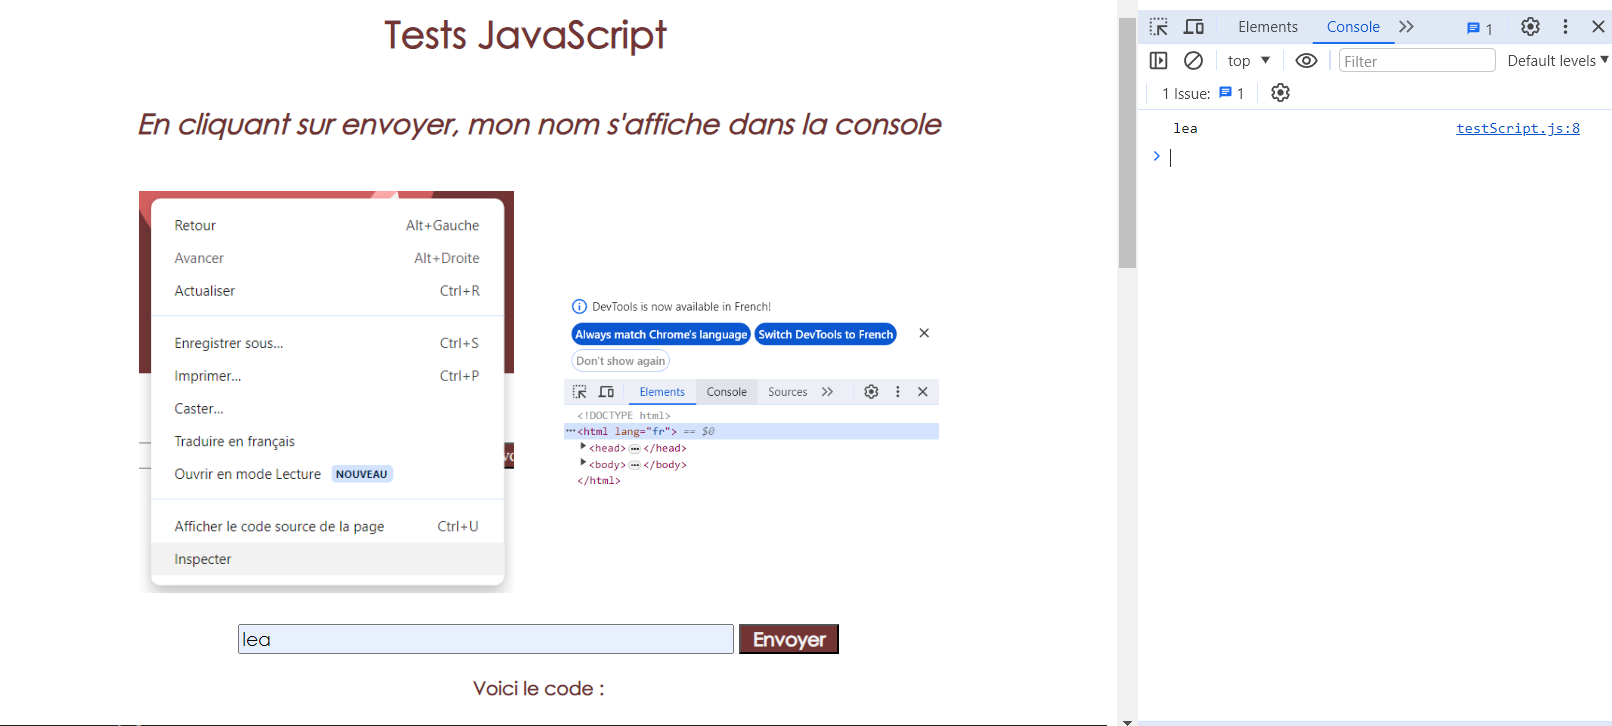 Tests JavaScript
En cliquant sur envoyer, mon nom s'affiche dans la console
Retour Alt+Gauche
Avancer Alt+Droite
Actualiser Ctrl+R
Enregistrer sous... Ctrl+S
Imprimer... Ctrl+P
Caster...
Traduire en français
Ouvrir en mode Lecture NOUVEAU
Afficher le code source de la page Ctrl+U
Inspecter
DevTools is now available in French!
Always match Chrome's language Switch DevTools to French
Don't show again
Elements Console Sources
<!DOCTYPE html>
<html lang="fr"> == $0
<head> </head>
<body> </body>
</html>
lea Envoyer
Voici le code :
Elements Console 1
top Filter Default levels
1 Issue: 1
lea testScript.js:8